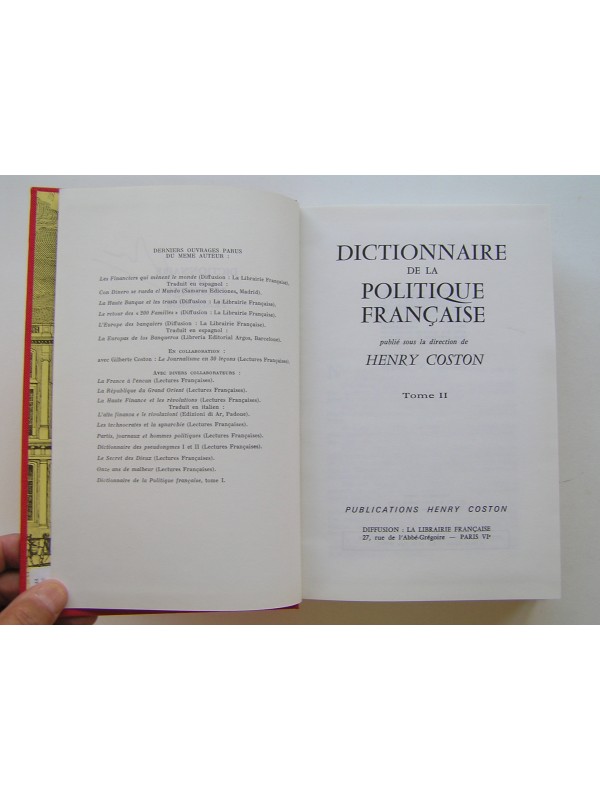 DERNIERS OUVRAGES PARUS
DU MEME AUTEUR :
Les Financiers qui mènent le monde (Diffusion : La Librairie Française).
Traduit en espagnol :
Con Dinero se rueda el Mundo (Samaran Ediciones, Madrid).
La Haute Banque et les trusts (Diffusion : La Librairie Française).
Le retour des « 200 Familles » (Diffusion : La Librairie Française).
L'Europe des banquiers (Diffusion : La Librairie Française).
Traduit en espagnol :
La Europa de los Banqueros (Libreria Editorial Argos, Barcelone).
EN COLLABORATION :
avec Gilberte Coston : Le Journalisme en 30 leçons (Lectures Françaises).
AVEC DIVERS COLLABORATEURS :
La France à l'encan (Lectures Françaises).
La République du Grand Orient (Lectures Françaises).
La Haute Finance et les révolutions (Lectures Françaises).
Traduit en italien :
L'alta finanza e le rivoluzioni (Edizioni di Ar, Padoue).
Les technocrates et la synarchie (Lectures Françaises).
Partis, journaux et hommes politiques (Lectures Françaises).
Dictionnaire des pseudonymes I et II (Lectures Françaises).
Le Secret des Dieux (Lectures Françaises).
Onze ans de malheur (Lectures Françaises).
Dictionnaire de la Politique française, tome I.
DICTIONNAIRE
DE LA
POLITIQUE
FRANÇAISE
publié sous la direction de
HENRY COSTON
Tome II
PUBLICATIONS HENRY COSTON
DIFFUSION : LA LIBRAIRIE FRANÇAISE
27, rue de l'Abbé-Grégoire — PARIS VIe